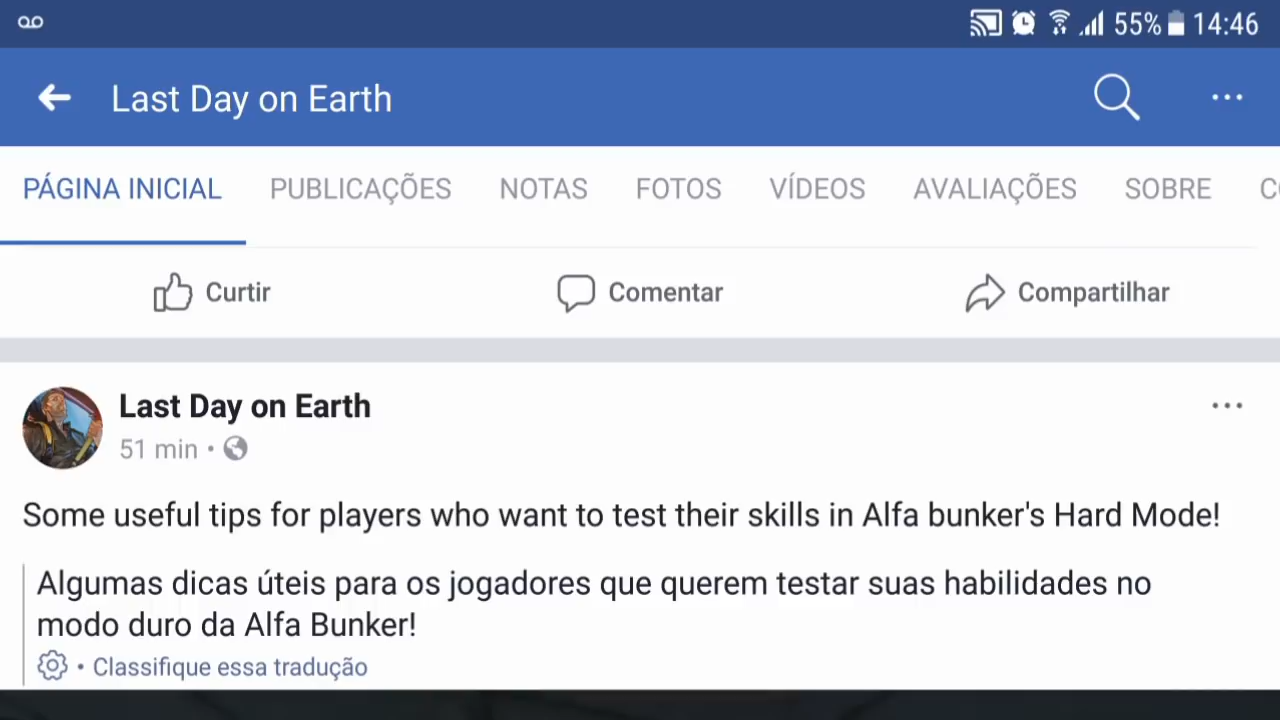 55% 14:46
Last Day on Earth
PÁGINA INICIAL PUBLICAÇÕES NOTAS FOTOS VÍDEOS AVALIAÇÕES SOBRE
Curtir Comentar Compartilhar
Last Day on Earth
51 min •
Some useful tips for players who want to test their skills in Alfa bunker's Hard Mode!
Algumas dicas úteis para os jogadores que querem testar suas habilidades no
modo duro da Alfa Bunker!
• Classifique essa tradução